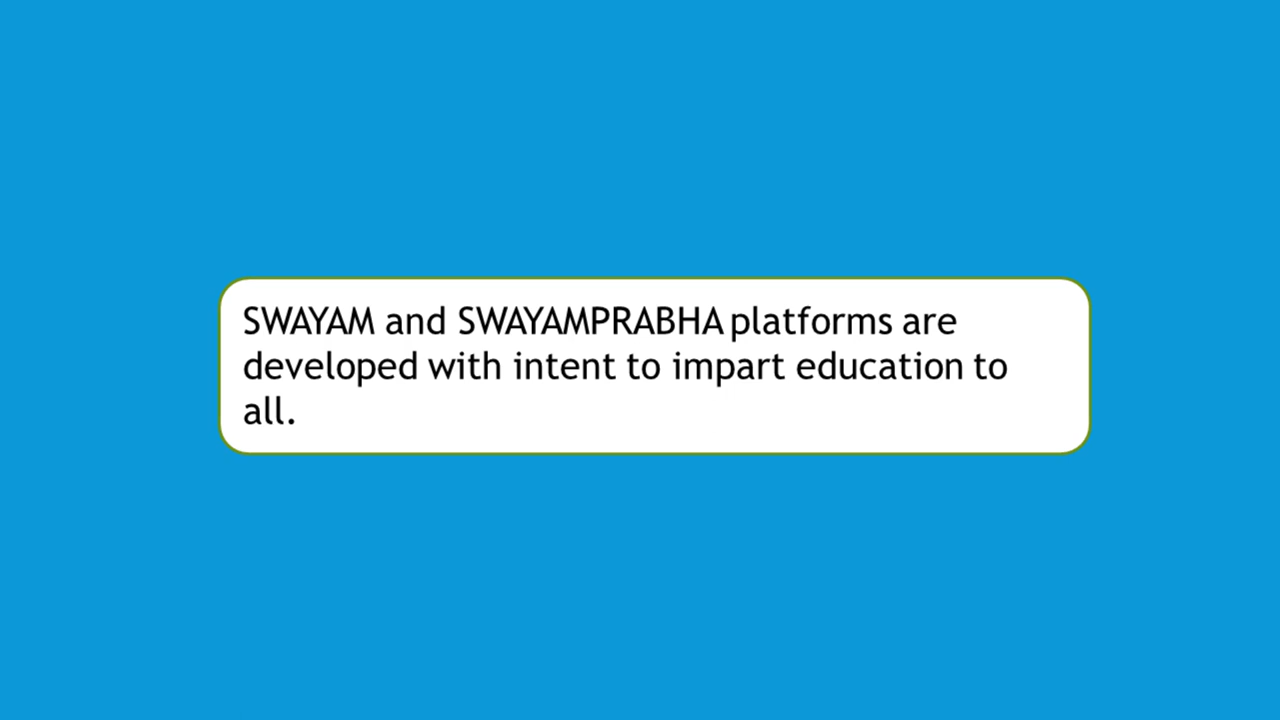 SWAYAM and SWAYAMPRABHA platforms are
developed with intent to impart education to
all.